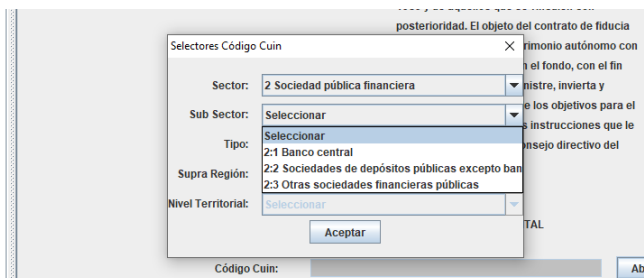 posterioridad. El objeto del contrato de fiducia
Selectores Código Cuin
rimonio autónomo con
n el fondo, con el fin
Sector: 2 Sociedad pública financiera
nistre, invierta y
e los objetivos para el
Sub Sector: Seleccionar
s instrucciones que le
Seleccionar
Tipo:
onsejo directivo del
2:1 Banco central
2:2 Sociedades de depósitos públicas excepto ban
Supra Región:
2:3 Otras sociedades financieras públicas
Nivel Territorial: Seleccionar
TAL
Aceptar
Código Cuin:
Ab